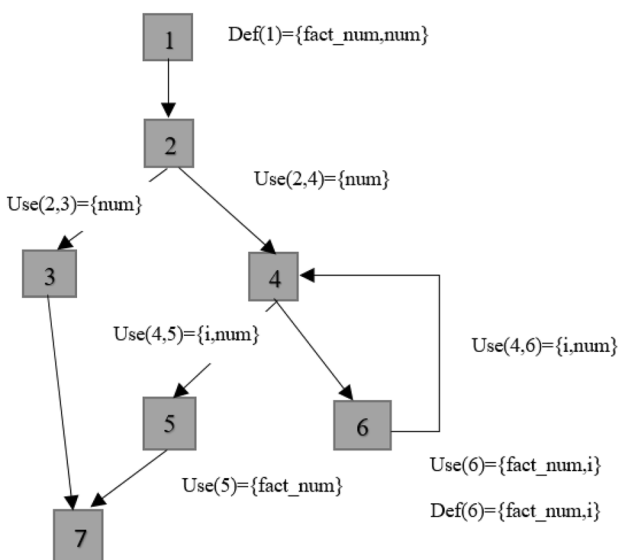 1
Def(1)={fact_num,num}
2
Use(2,4)={num}
Use(2,3)={num}
3
4
Use(4,5)={i,num}
Use(4,6)={i,num}
5
6
Use(6)={fact_num,i}
Use(5)={fact_num}
Def(6)={fact_num,i}
7